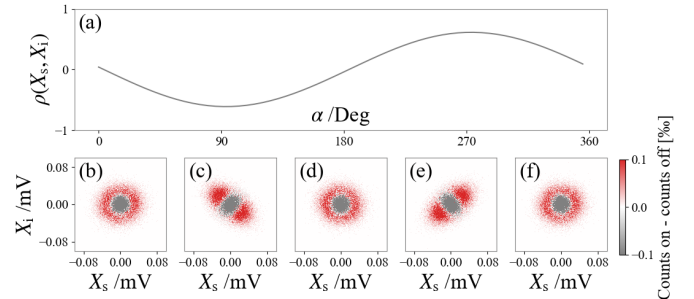 (a)
1
0
−1
ρ(Xs, Xi)
0 90 180 270 360
α /Deg
(b) (c) (d) (e) (f)
0.08
0.00
−0.08
Xi /mV
−0.08 0.00 0.08 −0.08 0.00 0.08 −0.08 0.00 0.08 −0.08 0.00 0.08 −0.08 0.00 0.08
Xs /mV Xs /mV Xs /mV Xs /mV Xs /mV
0.1
0.0
−0.1
Counts on - counts off [‰]